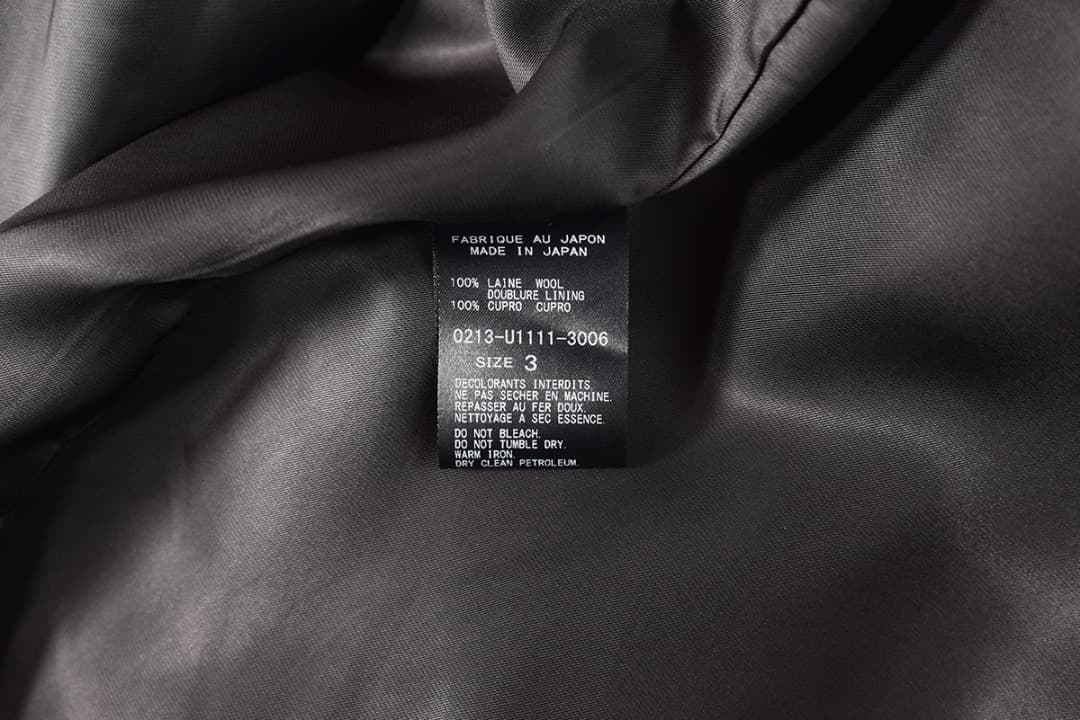 FABRIQUE AU JAPON
MADE IN JAPAN
100% LAINE WOOL
DOUBLURE LINING
100% CUPRO CUPRO
0213-U1111-3006
SIZE 3
DECOLORANTS INTERDITS.
NE PAS SECHER EN MACHINE.
REPASSER AU FER DOUX.
NETTOYAGE A SEC ESSENCE.
DO NOT BLEACH.
DO NOT TUMBLE DRY.
WARM IRON.
DRY CLEAN PETROLEUM.